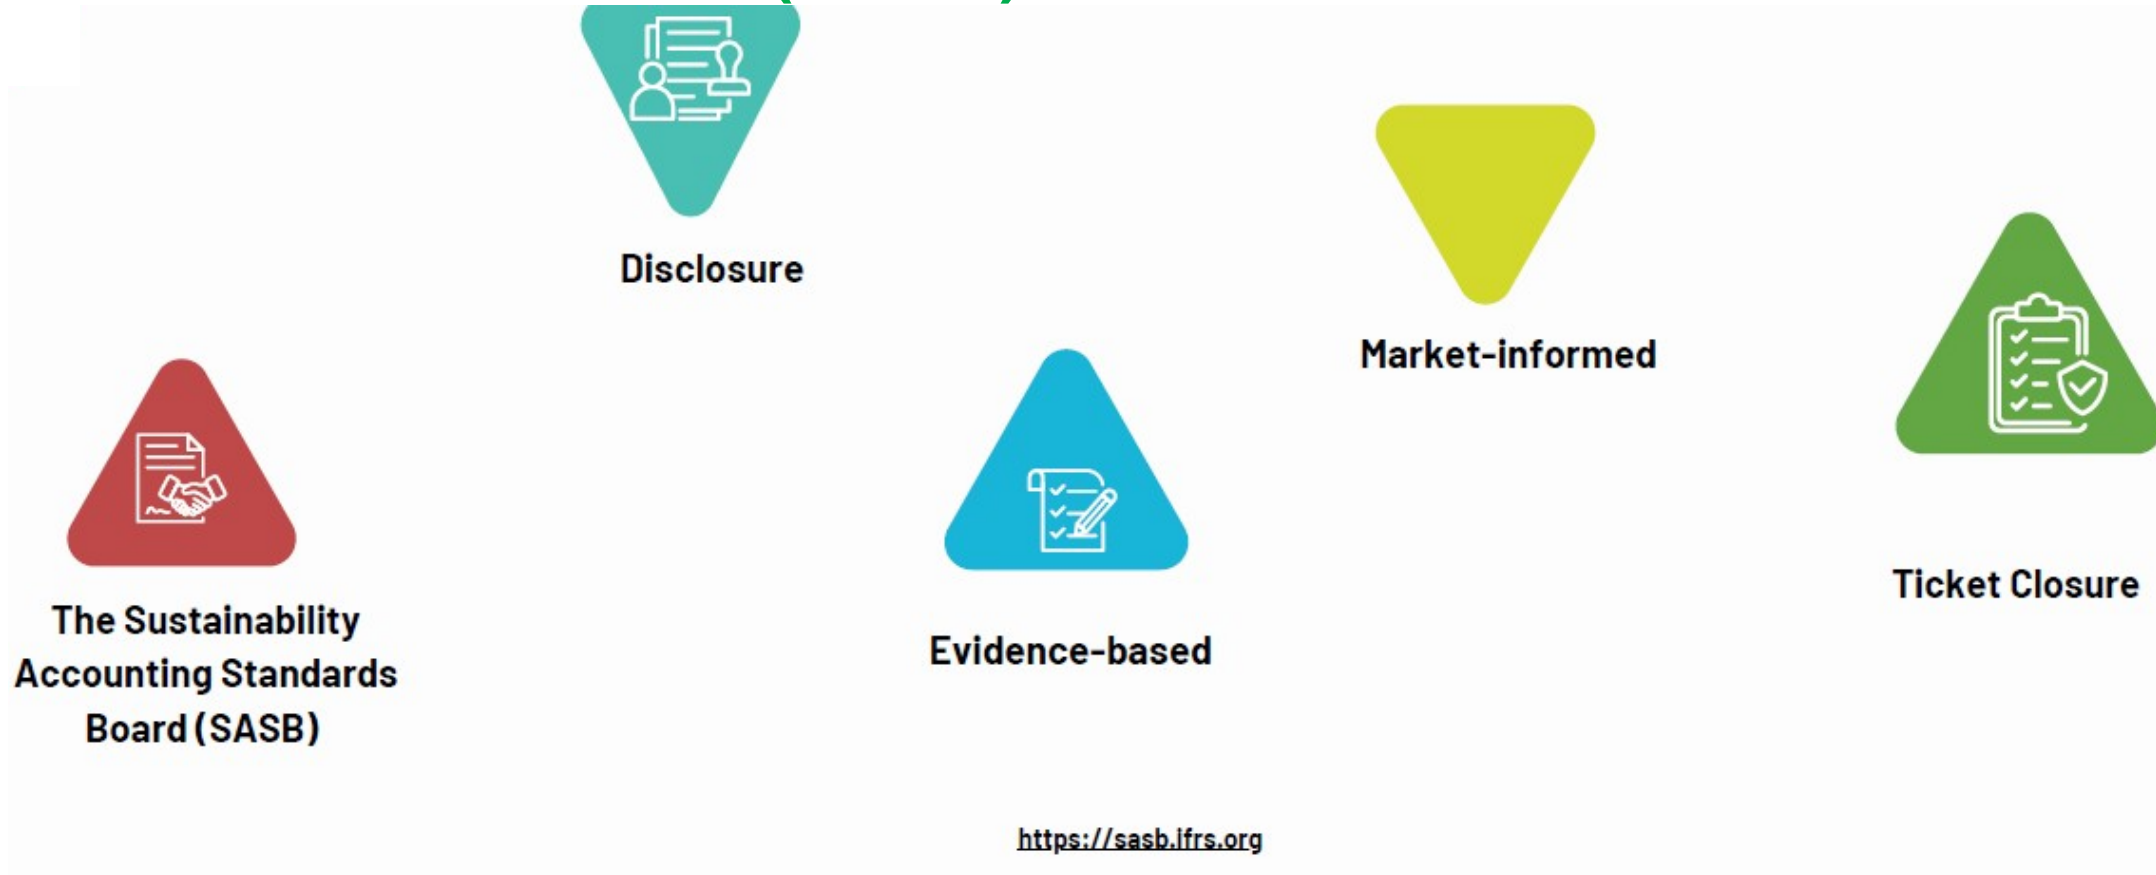 Disclosure
Market-informed
Ticket Closure
The Sustainability
Accounting Standards
Board (SASB)
Evidence-based
https://sasb.ifrs.org